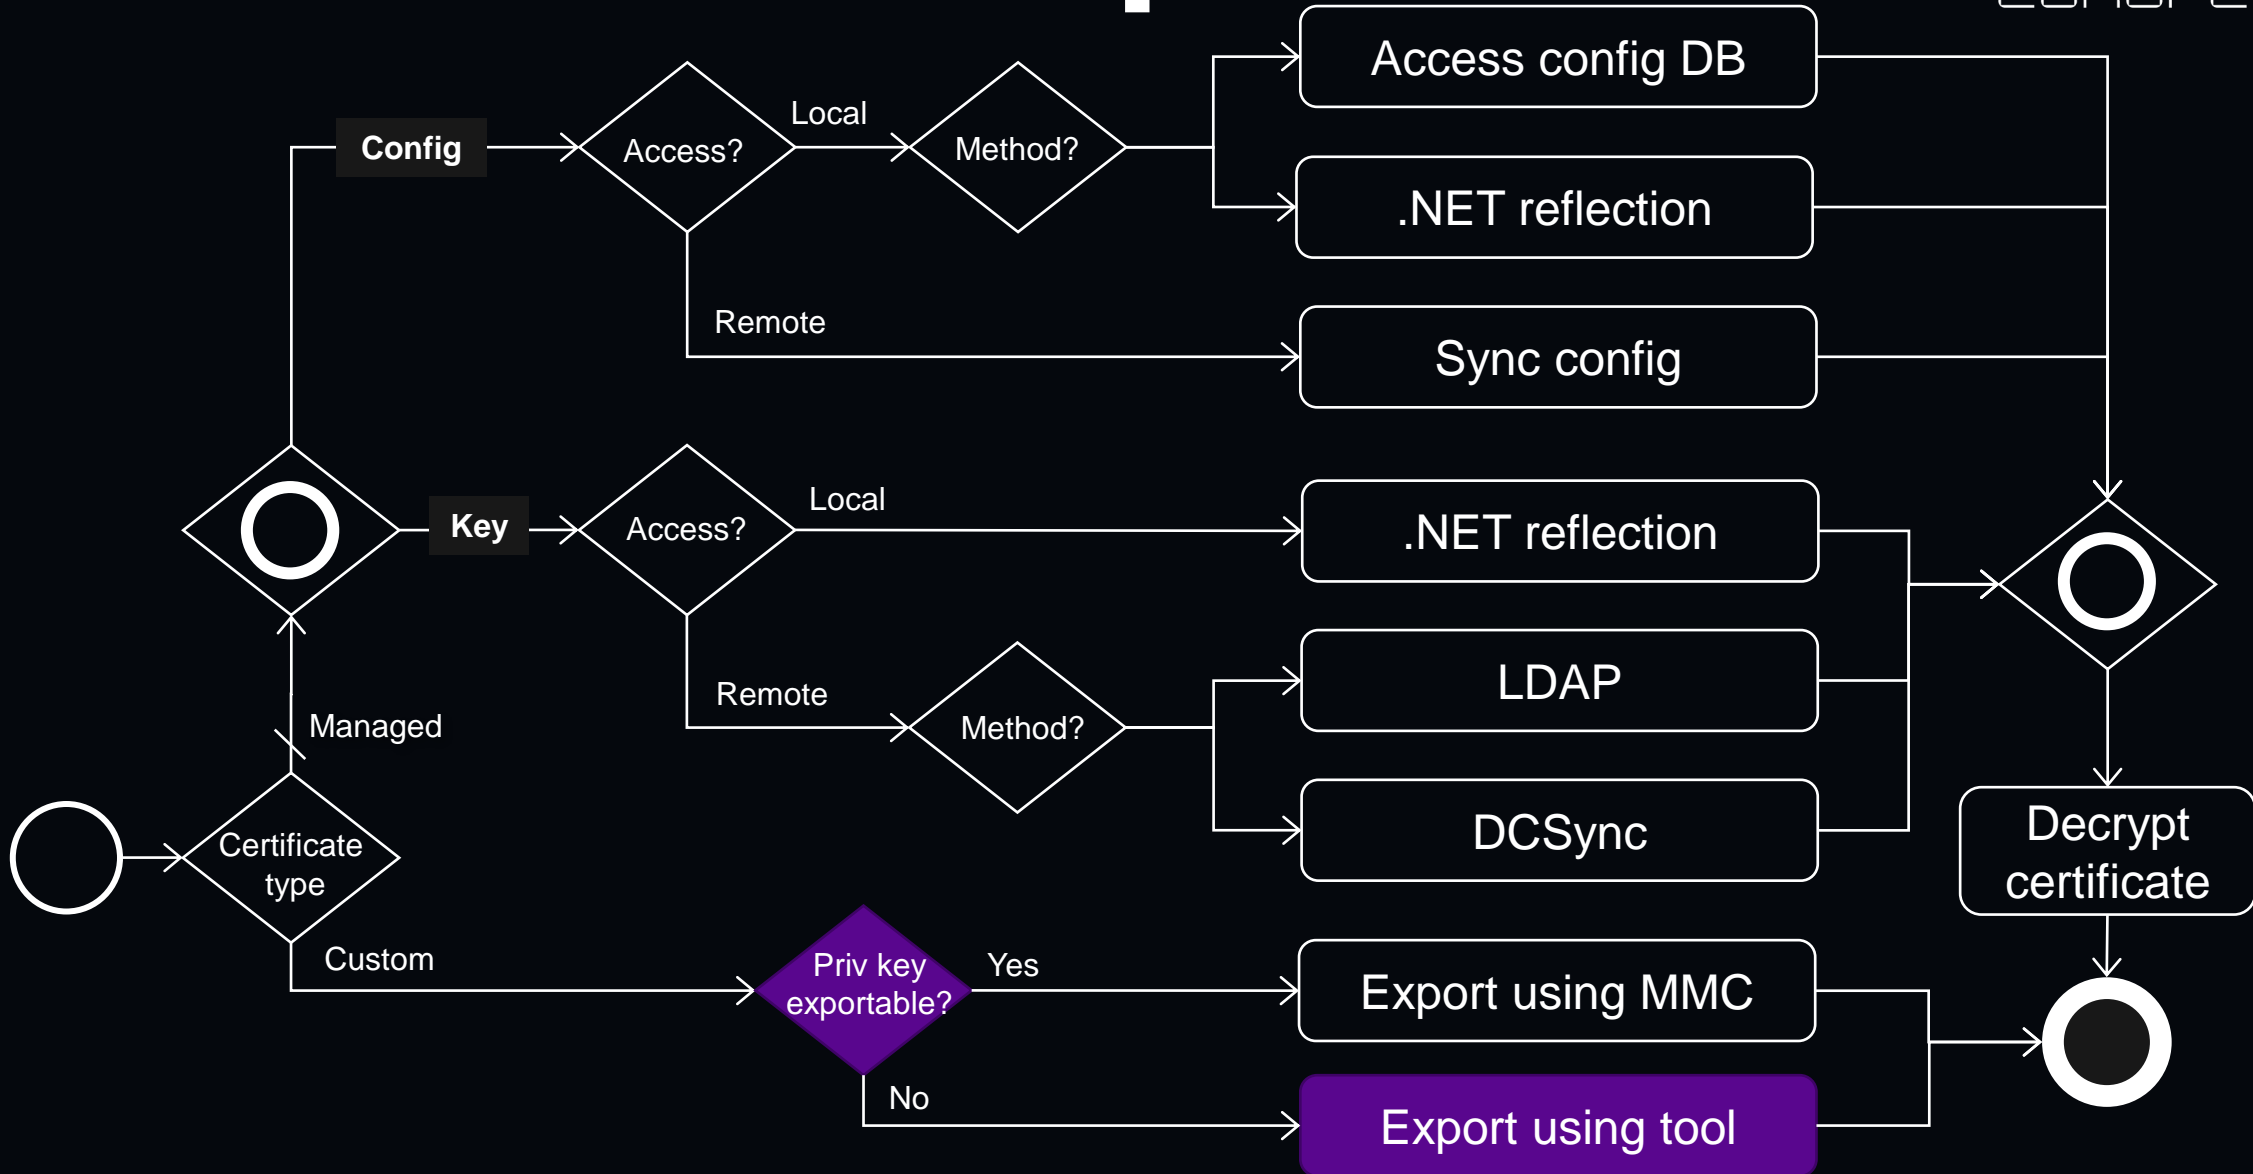 Access config DB
Local
Config
Access?
Method?
.NET reflection
Remote
Sync config
Local
Key
Access?
.NET reflection
Remote
LDAP
Managed
Method?
DCSync
Decrypt
certificate
Certificate
type
Custom
Priv key
exportable?
Yes
Export using MMC
No
Export using tool